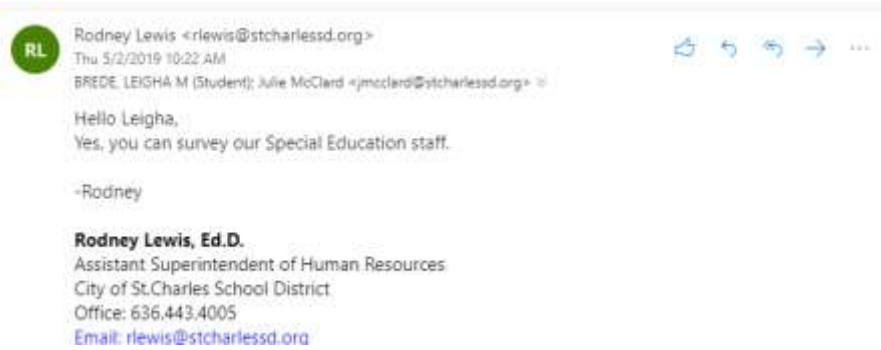 RL
Rodney Lewis <rlewis@stcharlessd.org>
Thu 5/2/2019 10:22 AM
BREDE, LEIGHA M (Student); Julie McClard <jmcclard@stcharlessd.org>
Hello Leigha,
Yes, you can survey our Special Education staff.
-Rodney
Rodney Lewis, Ed.D.
Assistant Superintendent of Human Resources
City of St.Charles School District
Office: 636.443.4005
Email: rlewis@stcharlessd.org